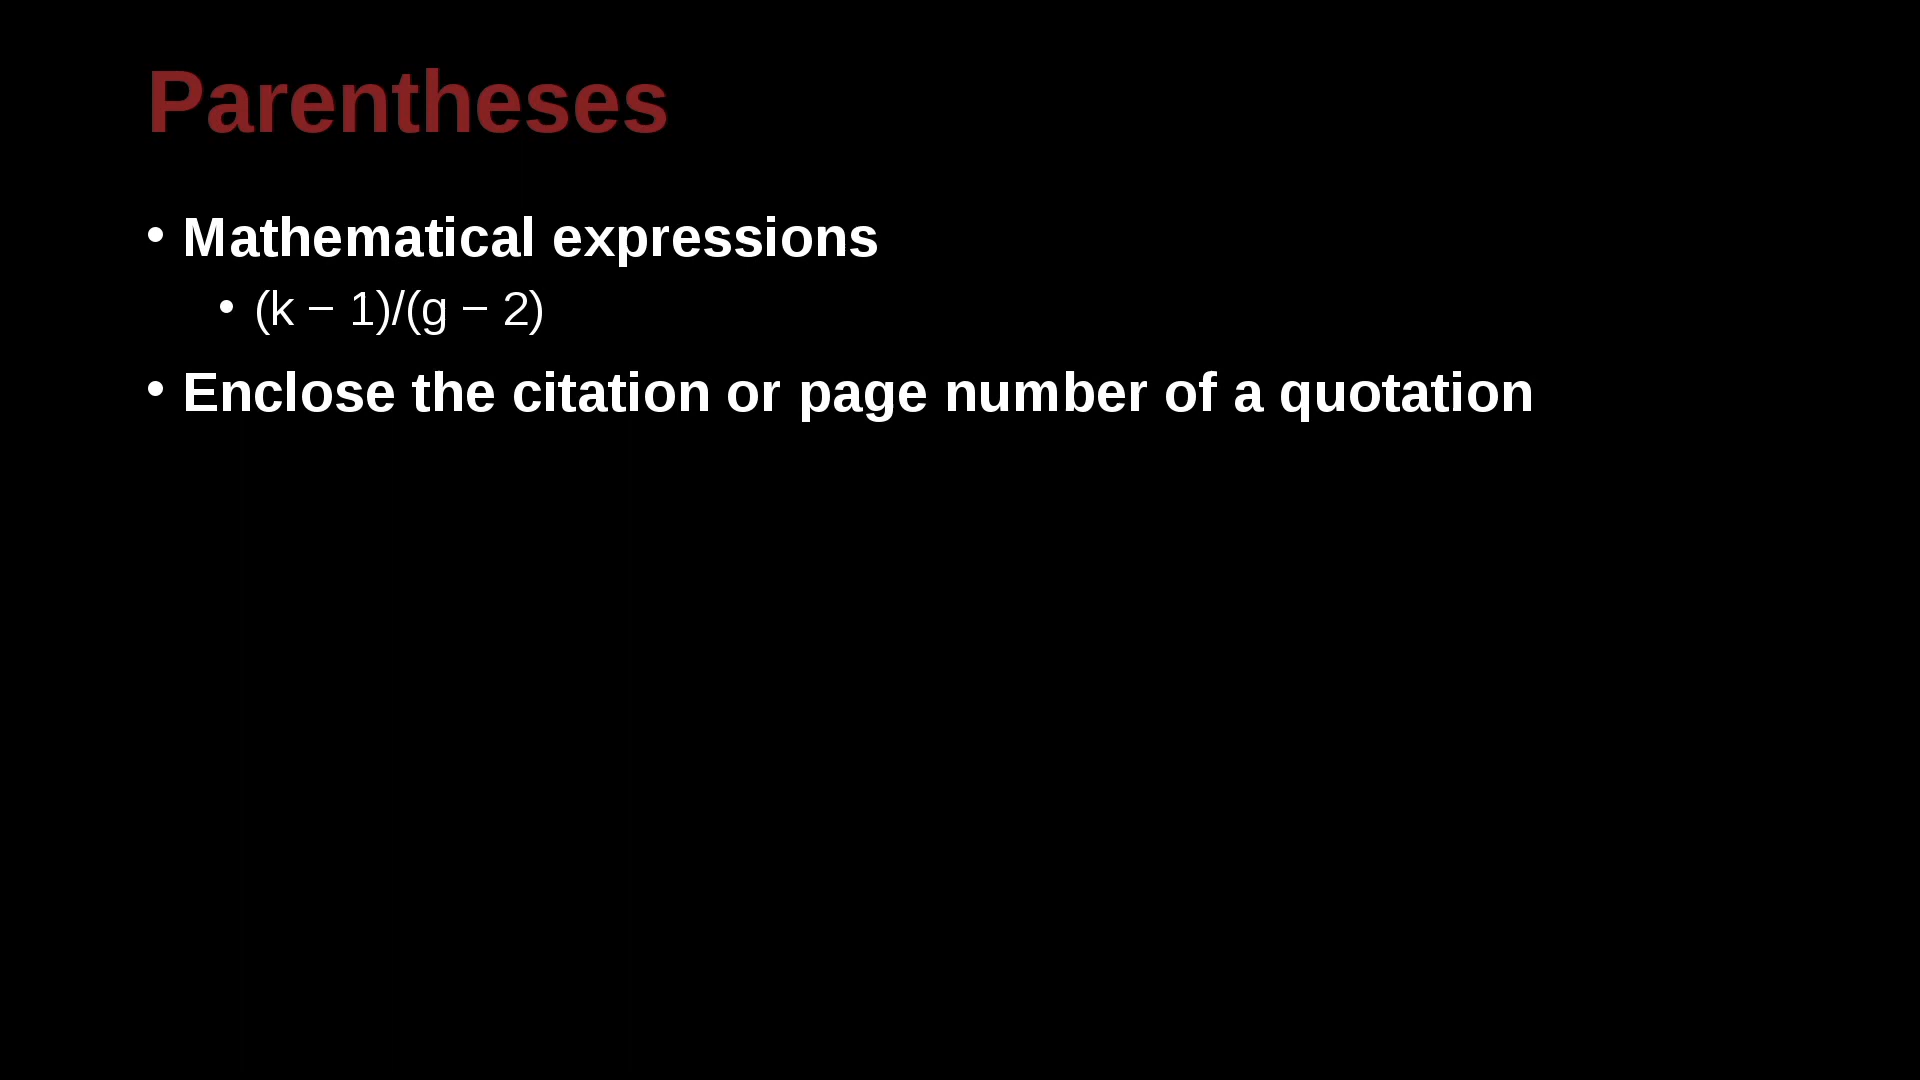 Parentheses
• Mathematical expressions
• (k − 1)/(g − 2)
• Enclose the citation or page number of a quotation